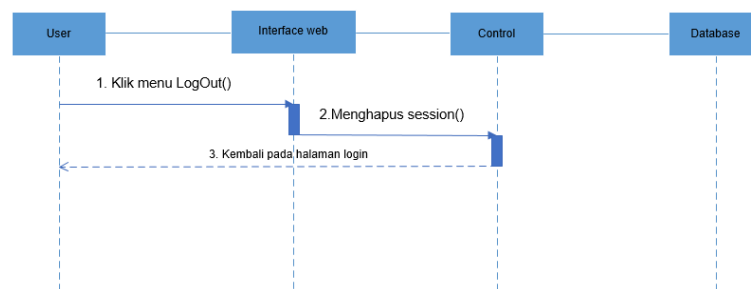 User
Interface web
Control
Database
1. Klik menu LogOut()
2.Menghapus session()
3. Kembali pada halaman login